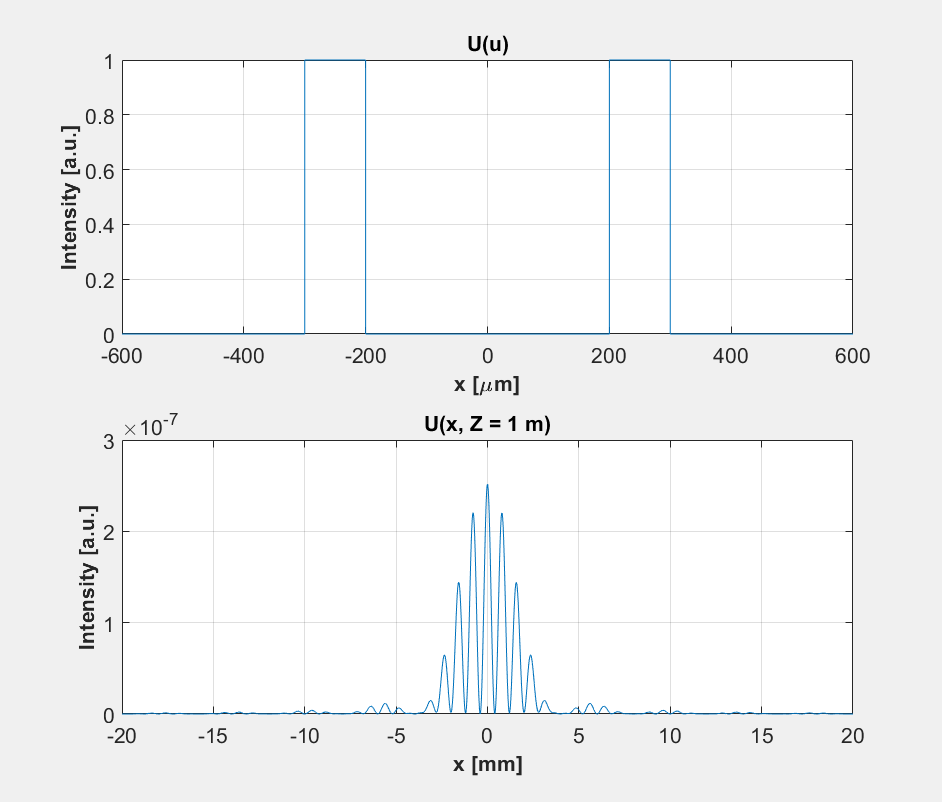 U(u)
Intensity [a.u.]
1
0.8
0.6
0.4
0.2
0
-600 -400 -200 0 200 400 600
x [μm]
U(x, Z = 1 m)
×10-7
Intensity [a.u.]
3
2
1
0
-20 -15 -10 -5 0 5 10 15 20
x [mm]